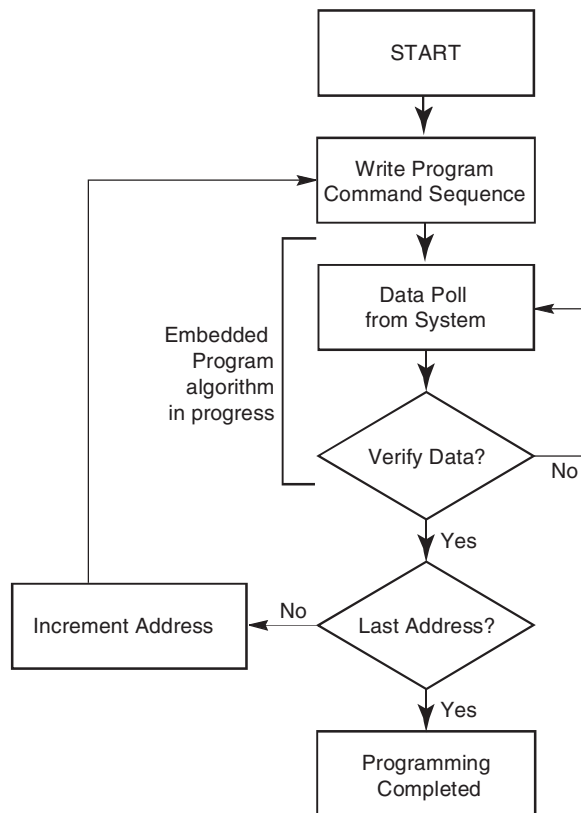 START
Write Program
Command Sequence
Data Poll
from System
Embedded
Program
algorithm
in progress
Verify Data?
No
Yes
No
Increment Address
Last Address?
Yes
Programming
Completed